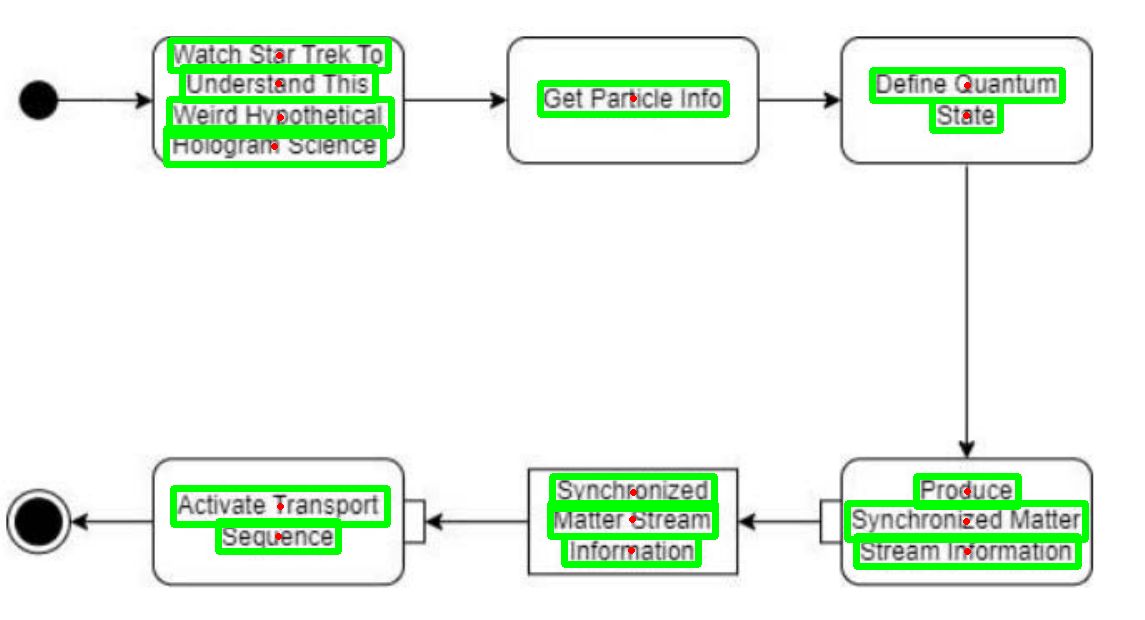 Watch Star Trek To
Understand This
Weird Hypothetical
Hologram Science
Get Particle Info
Define Quantum
State
Produce
Synchronized Matter
Stream Information
Synchronized
Matter Stream
Information
Activate Transport
Sequence